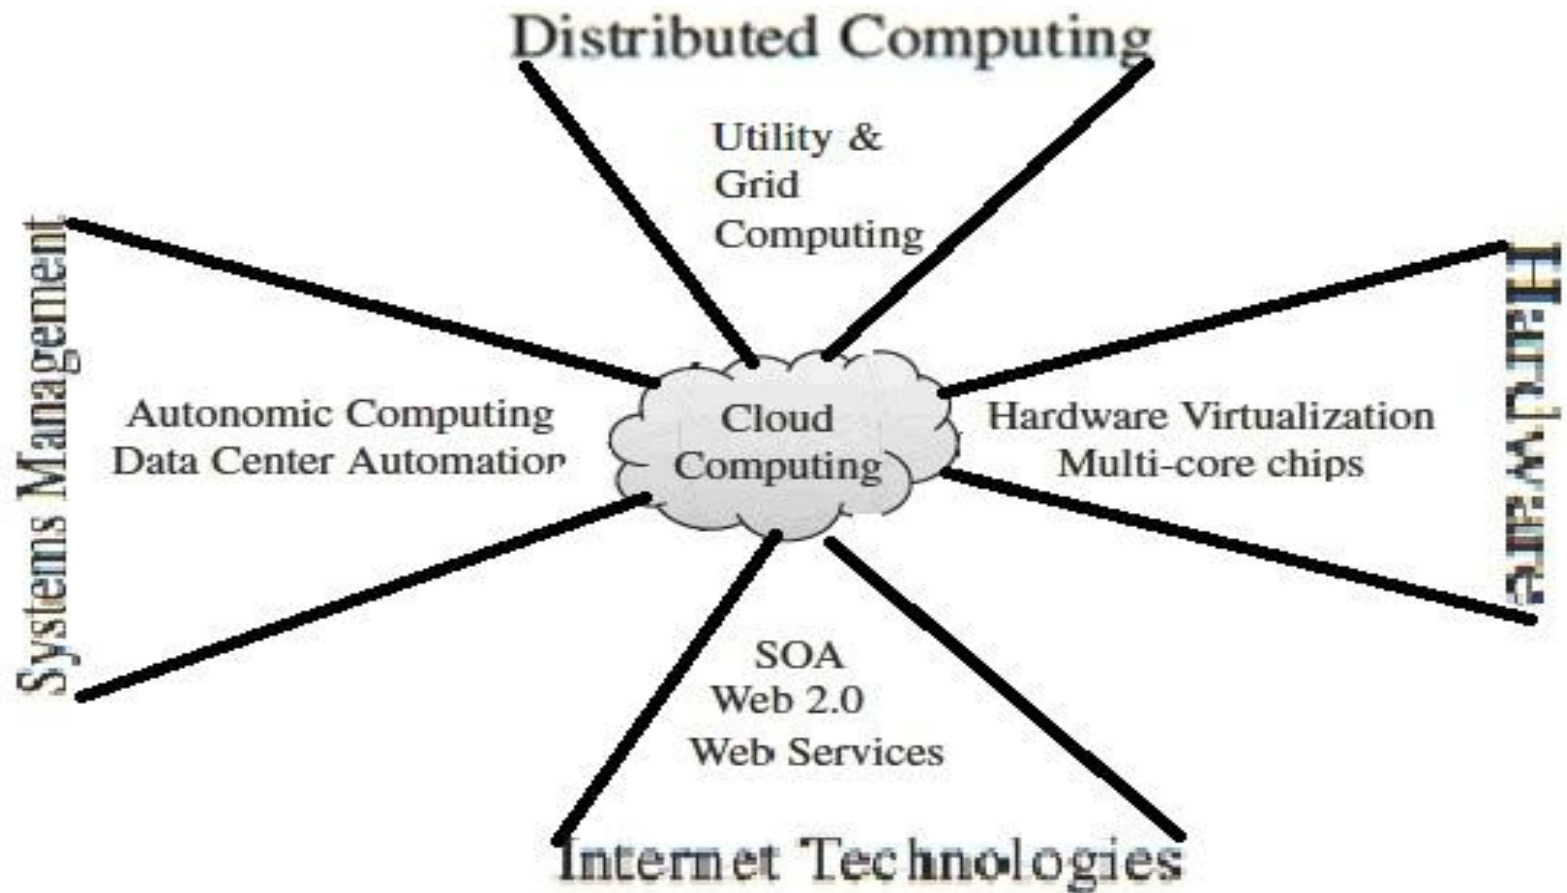 Distributed Computing
Utility &
Grid
Computing
Systems Management
Autonomic Computing
Data Center Automation
Cloud
Computing
Hardware Virtualization
Multi-core chips
Hardware
SOA
Web 2.0
Web Services
Internet Technologies